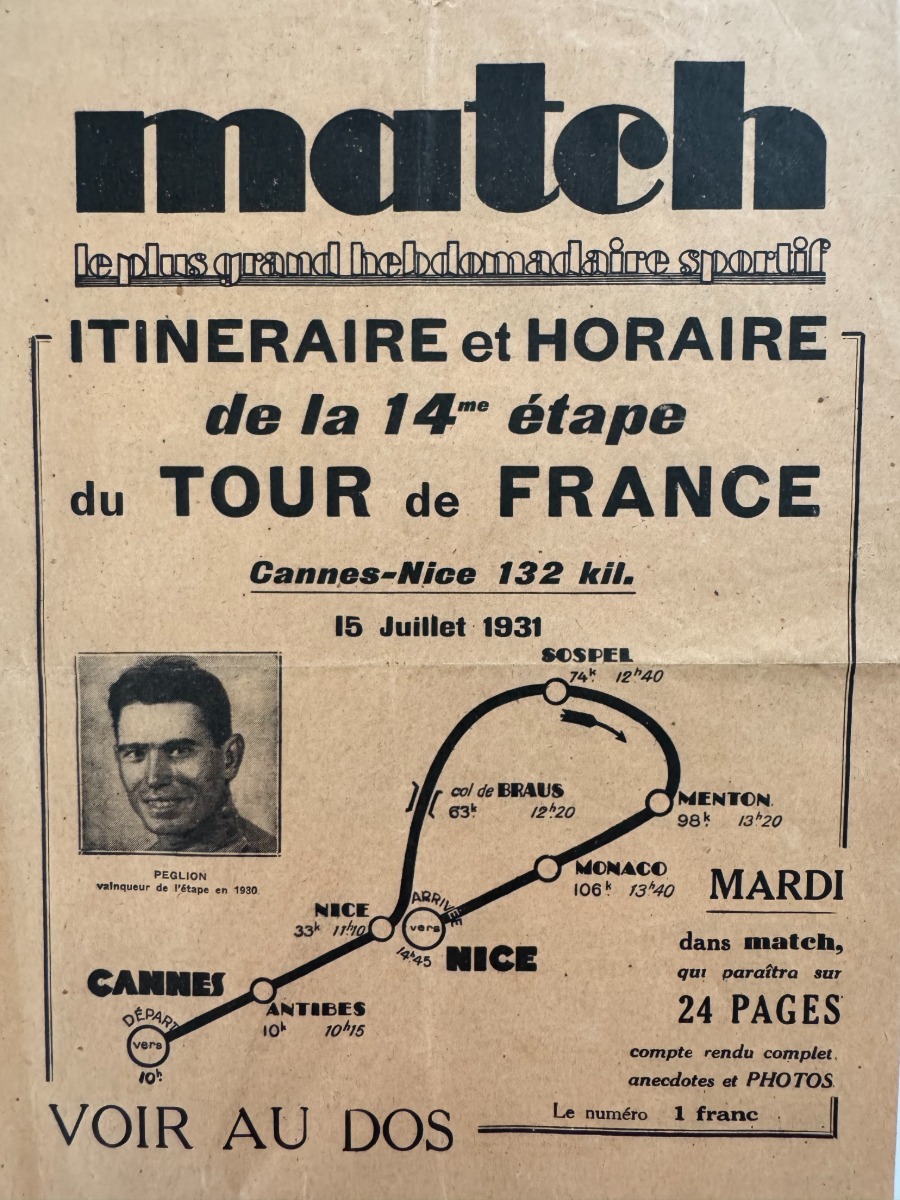 match
le plus grand hebdomadaire sportif
ITINERAIRE et HORAIRE
de la 14me étape
du TOUR de FRANCE
Cannes-Nice 132 kil.
15 Juillet 1931
SOSPEL
74k 12h40
col de BRAUS
63k 12h20
MENTON
98k 13h20
MONACO
106k 13h40
PEGLION
vainqueur de l'étape en 1930
NICE
33k 11h10
ARRIVÉE
vers
14h45
NICE
CANNES
DÉPART
vers
10h
ANTIBES
10k 10h15
MARDI
dans match,
qui paraîtra sur
24 PAGES
compte rendu complet,
anecdotes et PHOTOS
Le numéro 1 franc
VOIR AU DOS